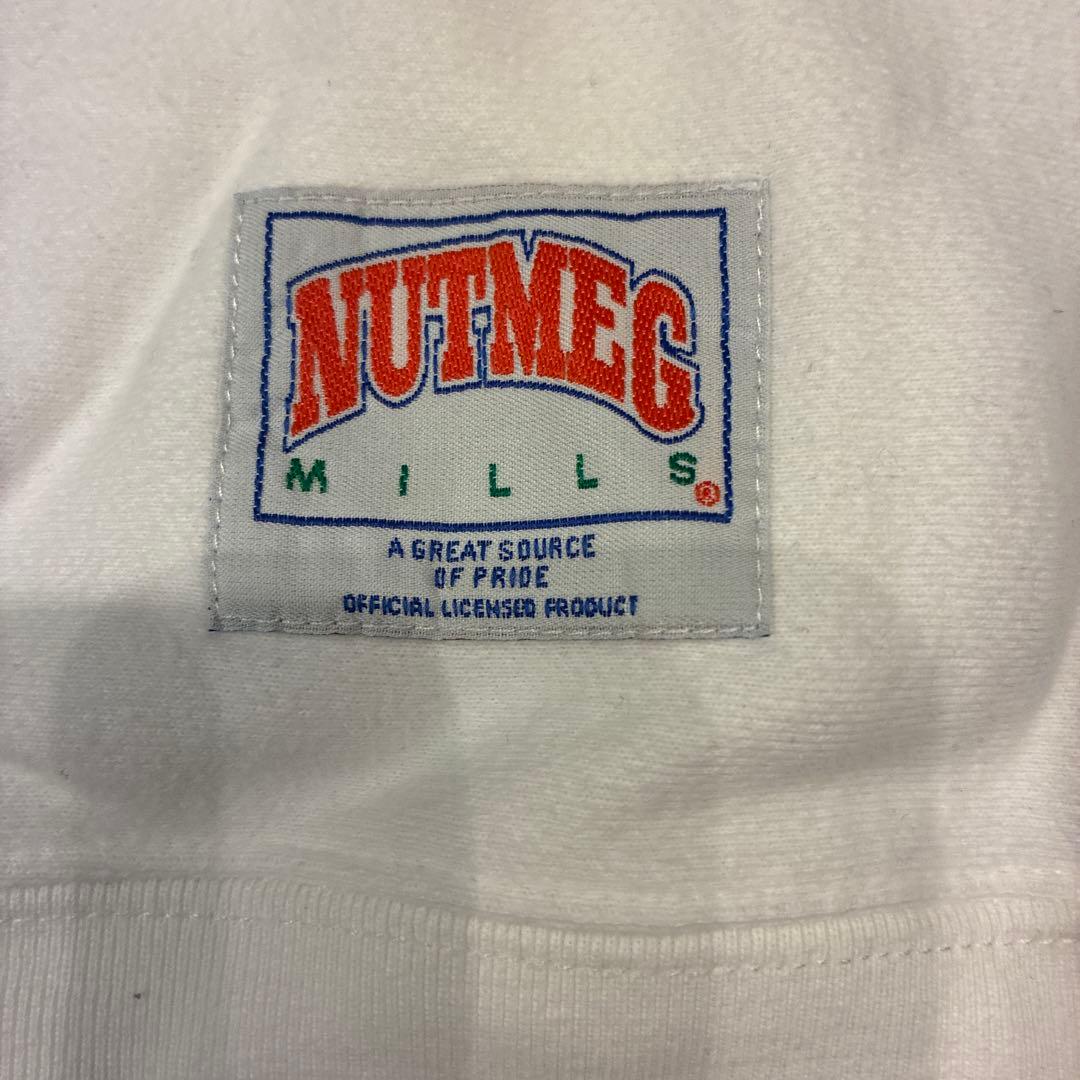 NUTMEG
MILLS®
A GREAT SOURCE
OF PRIDE
OFFICIAL LICENSED PRODUCT